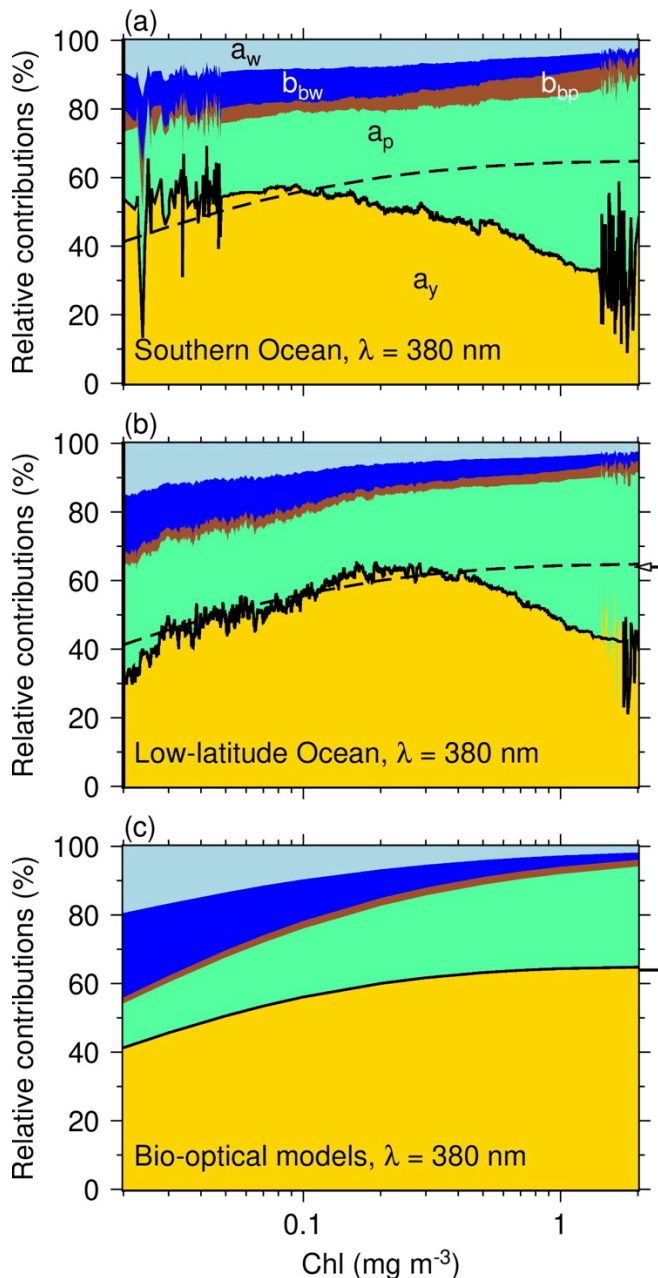 (a)
Relative contributions (%)
100
80
60
40
20
0
a_w
b_bw
b_bp
a_p
a_y
Southern Ocean, λ = 380 nm
(b)
Relative contributions (%)
100
80
60
40
20
0
Low-latitude Ocean, λ = 380 nm
(c)
Relative contributions (%)
100
80
60
40
20
0
Bio-optical models, λ = 380 nm
0.1
1
Chl (mg m⁻³)